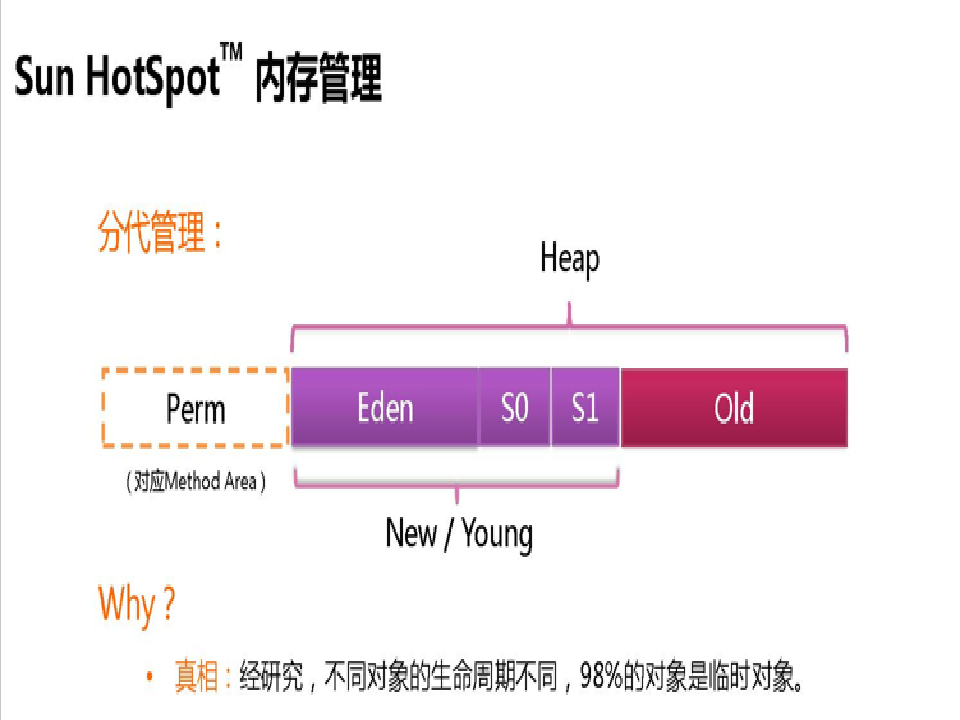 Sun HotSpot™ 内存管理
分代管理：
Heap
Perm
Eden
S0
S1
Old
（对应Method Area）
New / Young
Why？
• 真相：经研究，不同对象的生命周期不同，98%的对象是临时对象。